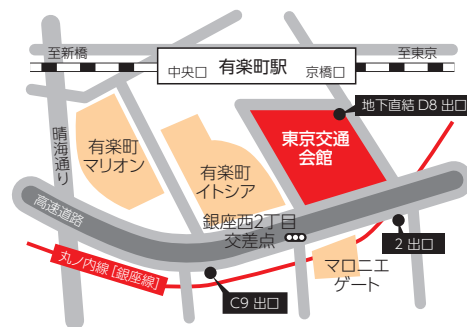 至新橋
至東京
中央口
有楽町駅
京橋口
地下直結 D8 出口
晴海通り
有楽町
マリオン
有楽町
イトシア
東京交通
会館
高速道路
銀座西2丁目
交差点
2 出口
丸ノ内線 [銀座線]
マロニエ
ゲート
C9 出口